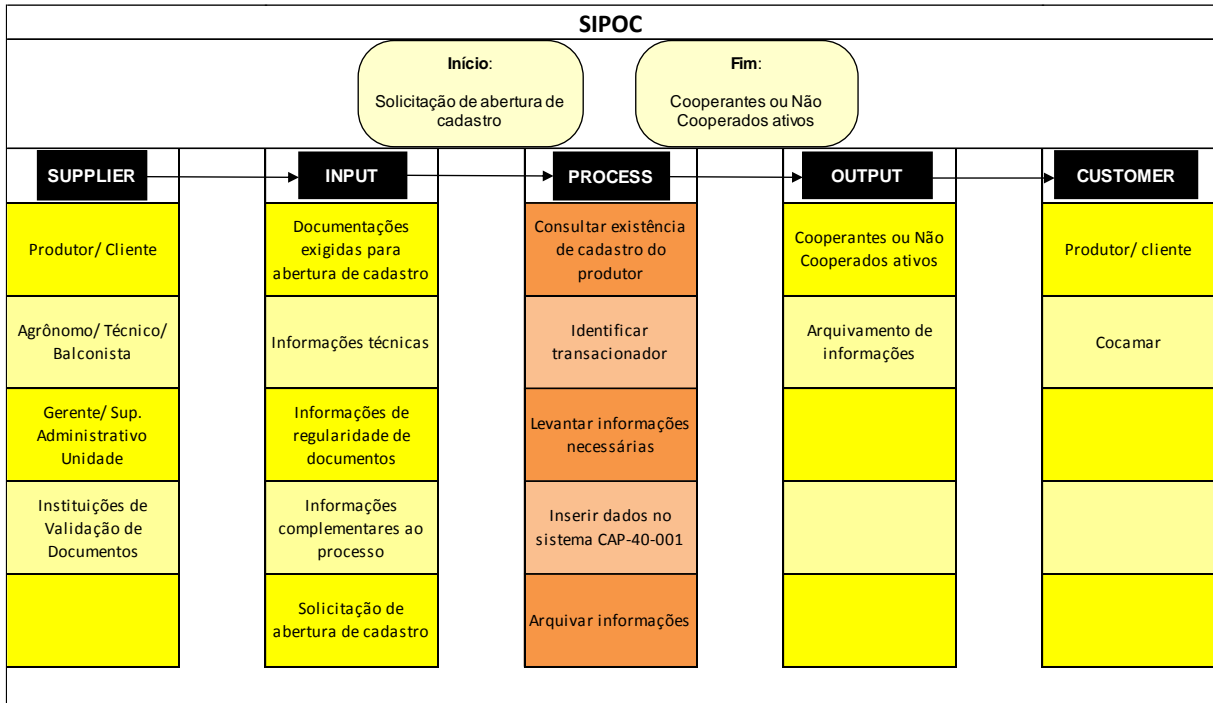 SIPOC
Início:
Solicitação de abertura de
cadastro
Fim:
Cooperantes ou Não
Cooperados ativos
SUPPLIER
INPUT
PROCESS
OUTPUT
CUSTOMER
Produtor/ Cliente
Documentações
exigidas para
abertura de cadastro
Consultar existência
de cadastro do
produtor
Cooperantes ou Não
Cooperados ativos
Produtor/ cliente
Agrônomo/ Técnico/
Balconista
Informações técnicas
Identificar
transacionador
Arquivamento de
informações
Cocamar
Gerente/ Sup.
Administrativo
Unidade
Informações de
regularidade de
documentos
Levantar informações
necessárias
Instituições de
Validação de
Documentos
Informações
complementares ao
processo
Inserir dados no
sistema CAP-40-001
Solicitação de
abertura de cadastro
Arquivar informações